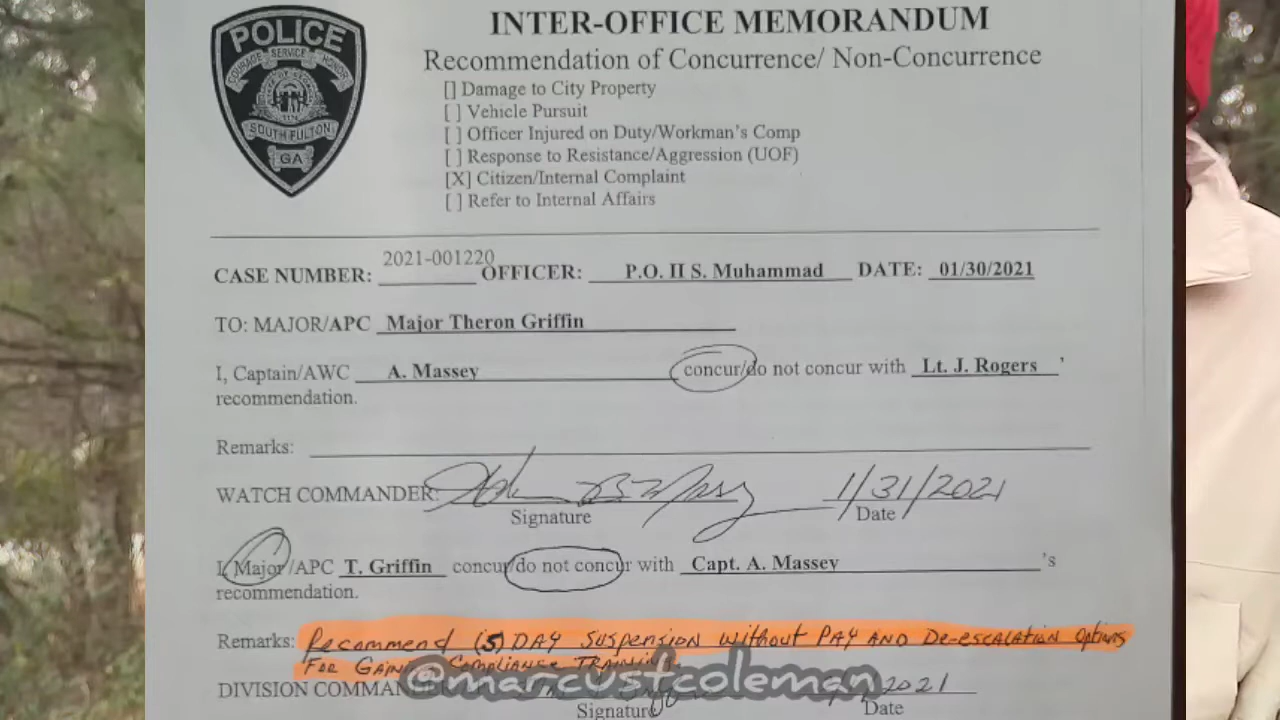 INTER-OFFICE MEMORANDUM
POLICE
Recommendation of Concurrence/ Non-Concurrence
COURAGE SERVICE HONOR
[] Damage to City Property
[ ] Vehicle Pursuit
[ ] Officer Injured on Duty/Workman's Comp
SOUTH FULTON
[ ] Response to Resistance/Aggression (UOF)
GA
[X] Citizen/Internal Complaint
[ ] Refer to Internal Affairs
CASE NUMBER: 2021-001220 OFFICER: P.O. II S. Muhammad DATE: 01/30/2021
TO: MAJOR/APC Major Theron Griffin
I, Captain/AWC A. Massey concur/do not concur with Lt. J. Rogers '
recommendation.
Remarks:
WATCH COMMANDER: 1/31/2021
Signature Date
I, Major/APC T. Griffin concur/do not concur with Capt. A. Massey 's
recommendation.
Remarks: Recommend (5) DAY SUSPENSION WITHOUT PAY AND DE-ESCALATION Options
FOR Compliance
@marcusfcoleman
DIVISION 2021
Signature Date